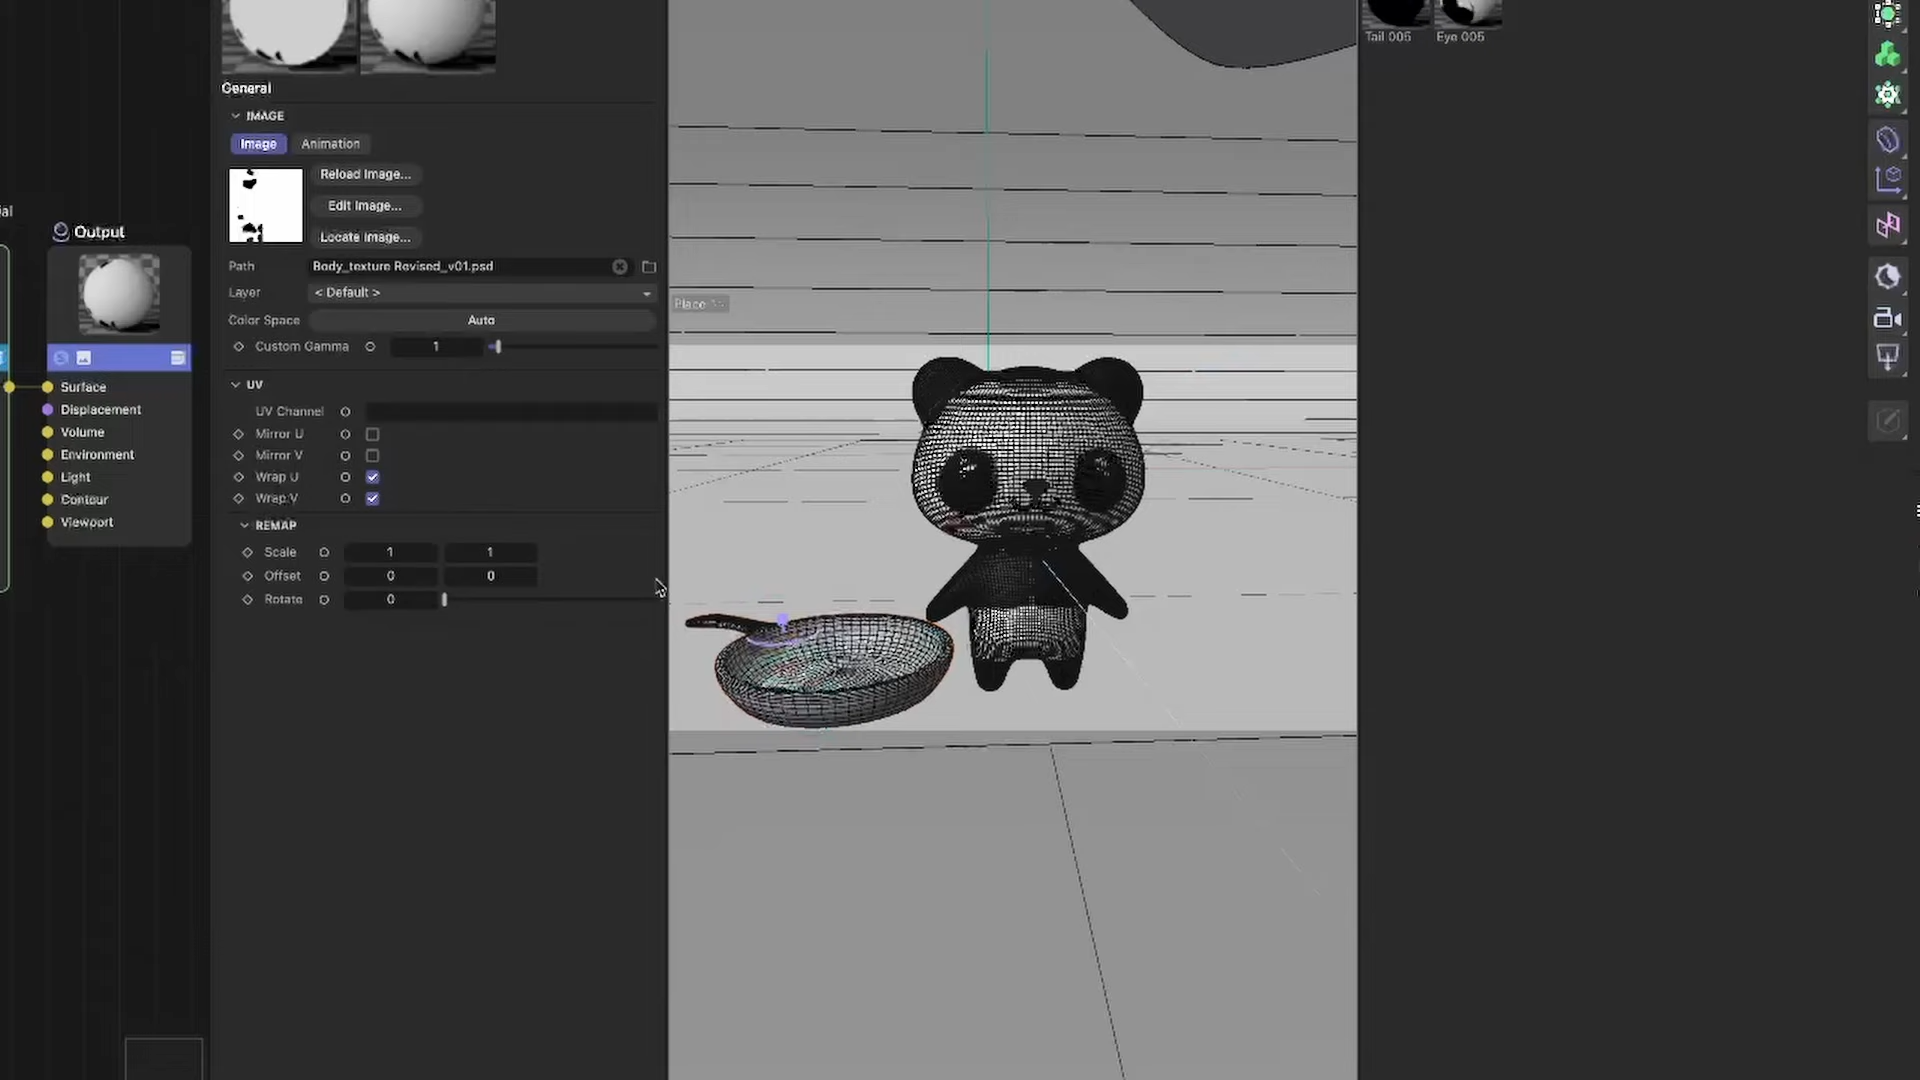 Tail 005
Eye 005
General
IMAGE
Image
Animation
Reload Image...
Edit Image...
Locate Image...
Output
Path
Body_texture Revised_v01.psd
Layer
< Default >
Place
Color Space
Auto
Custom Gamma
1
Surface
Displacement
Volume
Environment
Light
Contour
Viewport
UV
UV Channel
Mirror U
Mirror V
Wrap U
Wrap V
REMAP
Scale
1
1
Offset
0
0
Rotate
0